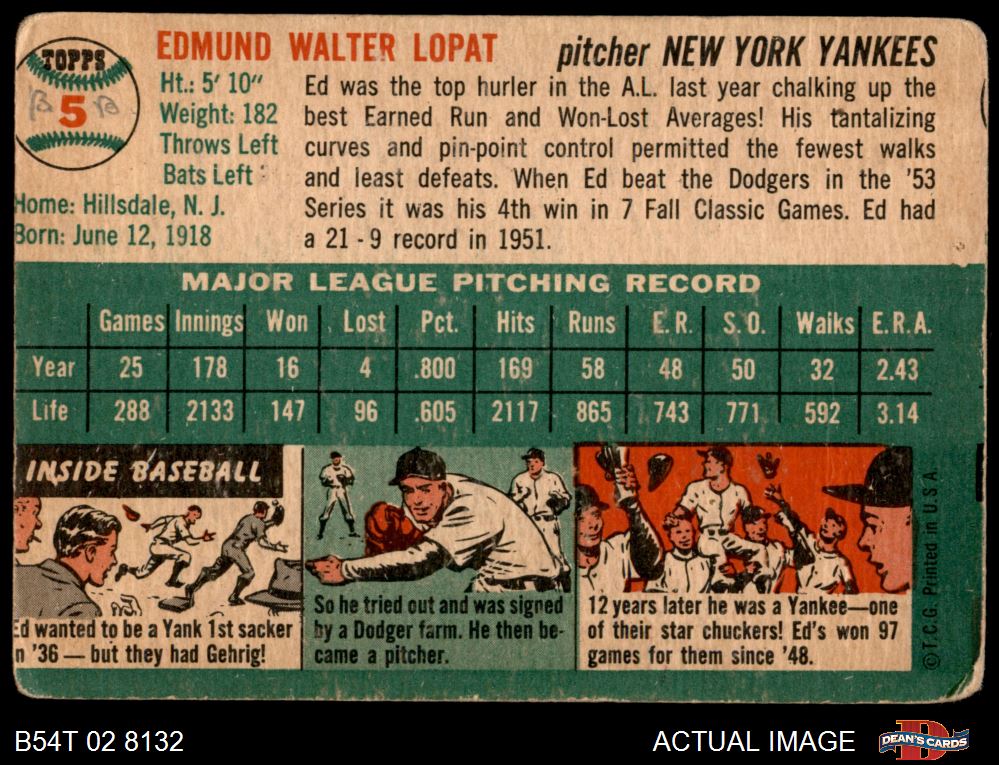 TOPPS
5
EDMUND WALTER LOPAT
pitcher NEW YORK YANKEES
Ht.: 5' 10"
Weight: 182
Throws Left
Bats Left
Home: Hillsdale, N. J.
Born: June 12, 1918
Ed was the top hurler in the A.L. last year chalking up the
best Earned Run and Won-Lost Averages! His tantalizing
curves and pin-point control permitted the fewest walks
and least defeats. When Ed beat the Dodgers in the '53
Series it was his 4th win in 7 Fall Classic Games. Ed had
a 21 - 9 record in 1951.
MAJOR LEAGUE PITCHING RECORD
Games Innings Won Lost Pct. Hits Runs E. R. S. O. Walks E. R. A.
Year 25 178 16 4 .800 169 58 48 50 32 2.43
Life 288 2133 147 96 .605 2117 865 743 771 592 3.14
INSIDE BASEBALL
Ed wanted to be a Yank 1st sacker
n '36 — but they had Gehrig!
So he tried out and was signed
by a Dodger farm. He then be-
came a pitcher.
12 years later he was a Yankee—one
of their star chuckers! Ed's won 97
games for them since '48.
© T. C. G. Printed in U. S. A.
B54T 02 8132
ACTUAL IMAGE
DEAN'S CARDS